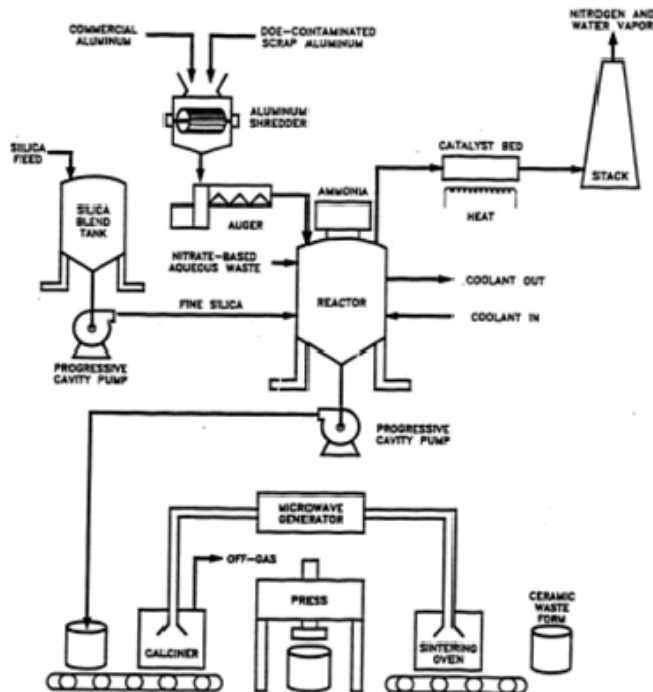 NITROGEN AND
WATER VAPOR
COMMERCIAL
ALUMINUM
DOE-CONTAMINATED
SCRAP ALUMINUM
ALUMINUM
SHREDDER
SILICA
FEED
CATALYST BED
STACK
AMMONIA
HEAT
SILICA
BLEND
TANK
AUGER
NITRATE-BASED
AQUEOUS WASTE
COOLANT OUT
REACTOR
FINE SILICA
COOLANT IN
PROGRESSIVE
CAVITY PUMP
PROGRESSIVE
CAVITY PUMP
MICROWAVE
GENERATOR
OFF-GAS
PRESS
CERAMIC
WASTE
FORM
CALCINER
SINTERING
OVEN